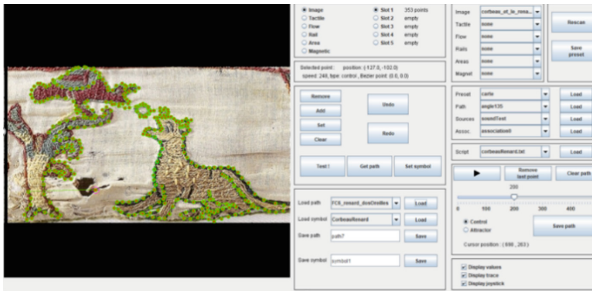 Image
Tactile
Flow
Rail
Area
Magnetic
Slot 1 353 points
Slot 2 empty
Slot 3 empty
Slot 4 empty
Slot 5 empty
Selected point: position: (-137.0, -102.0)
speed: 248, type: control, Bezier point: (0.0, 0.0)
Remove
Add
Set
Clear
Undo
Redo
Test !
Get path
Set symbol
Load path
Load
Load symbol CorbeauRenard Load
Save path path7 Save
Save symbol symbol1 Save
Image
Tactile none
Flow none
Rails none
Areas none
Magnet none
Rescan
Save
preset
Preset carte Load
Path angle135 Load
Sources soundTest Load
Assoc. association0 Load
Script corbeauRenardList Load
Remove
last point
Clear path
200
0 100 200 300 400
Control
Attractor
Save path
Display values
Display trace
Display joystick